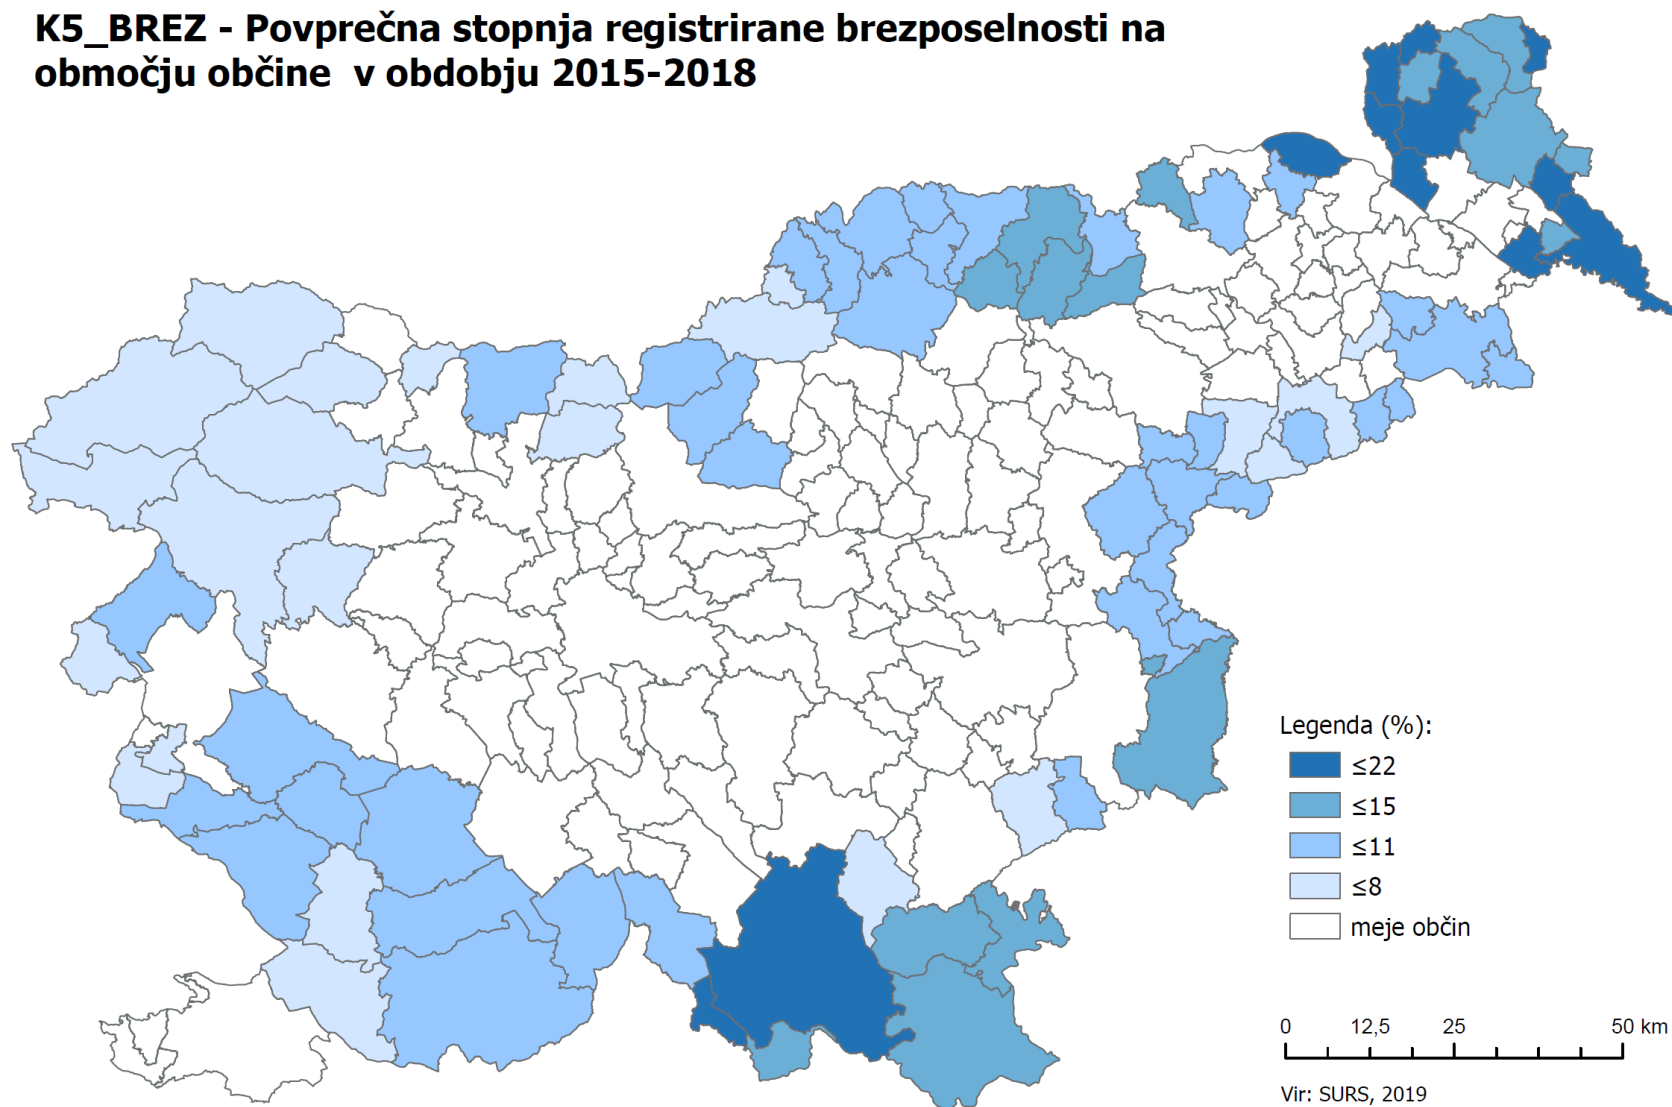 K5_BREZ - Povprečna stopnja registrirane brezposelnosti na
območju občine v obdobju 2015-2018
Legenda (%):
≤22
≤15
≤11
≤8
meje občin
0 12,5 25 50 km
Vir: SURS, 2019